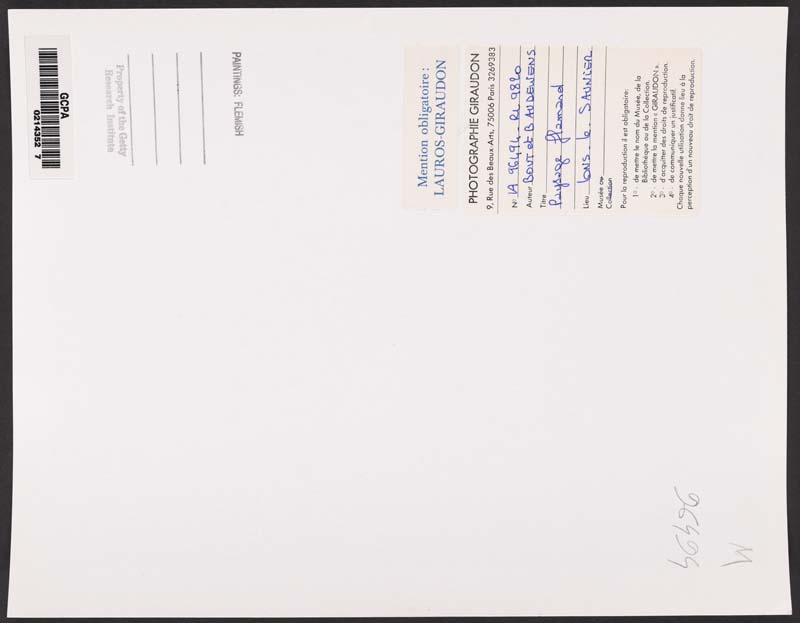 GCPA
0214352 7
Property of the Getty
Research Institute
PAINTINGS: FLEMISH
Mention obligatoire :
LAUROS-GIRAUDON
PHOTOGRAPHIE GIRAUDON
9, Rue des Beaux Arts, 75006 Paris 3269383
N° LA 96494 - RL 9820
Auteur BOUT et BAUDEWENS
Titre
Paysage flamand
Lieu Lons - le - SAUNIER
Musée ou
Collection
Pour la reproduction il est obligatoire:
1° - de mettre le nom du Musée, de la
Bibliothèque ou de la Collection.
2° - de mettre la mention « GIRAUDON ».
3° - d'acquitter des droits de reproduction.
4° - de communiquer un justificatif.
Chaque nouvelle utilisation donne lieu à la
perception d'un nouveau droit de reproduction.
96494